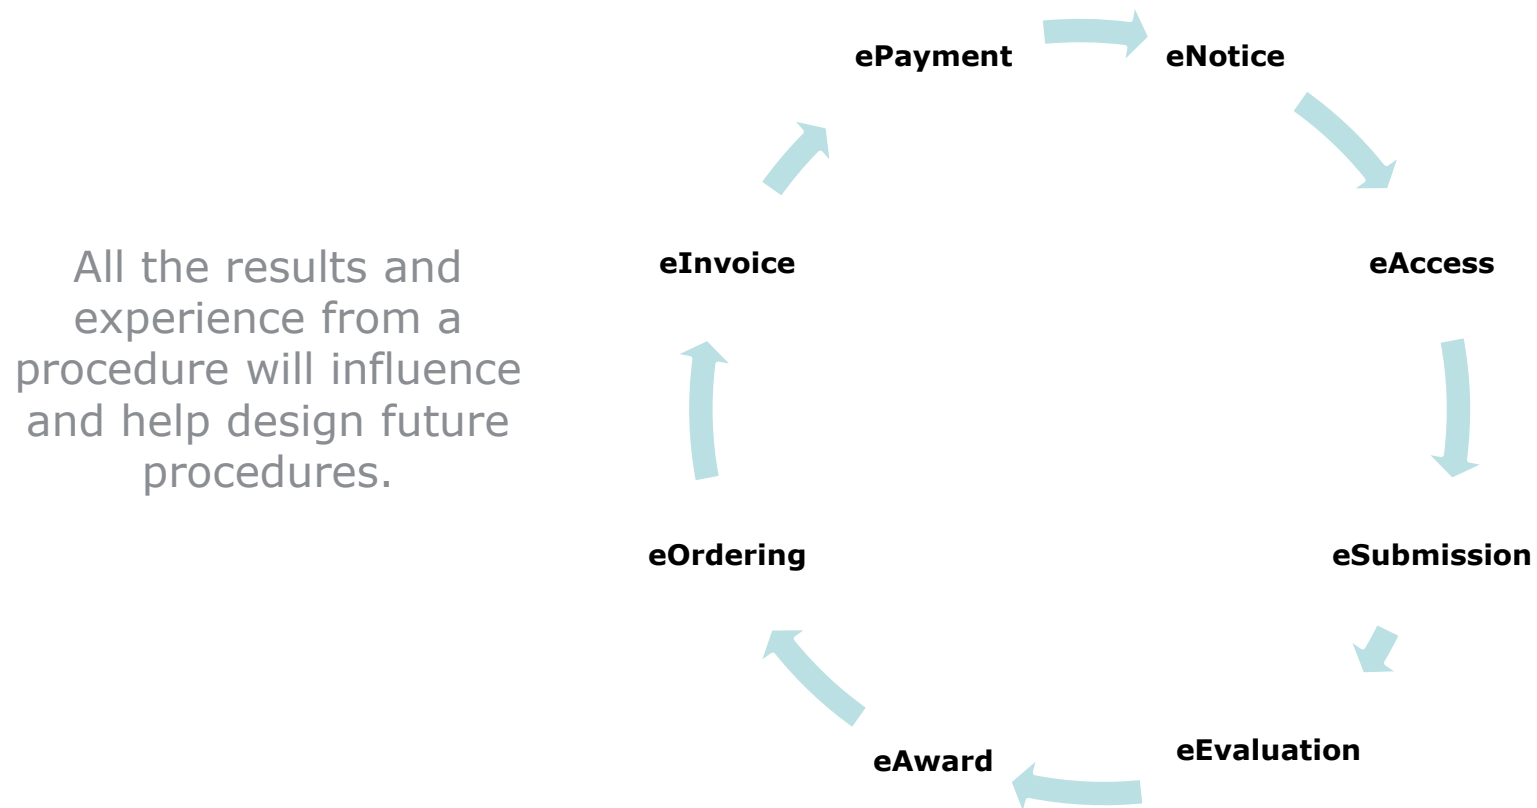 All the results and
experience from a
procedure will influence
and help design future
procedures.
ePayment
eNotice
eAccess
eSubmission
eEvaluation
eAward
eOrdering
eInvoice